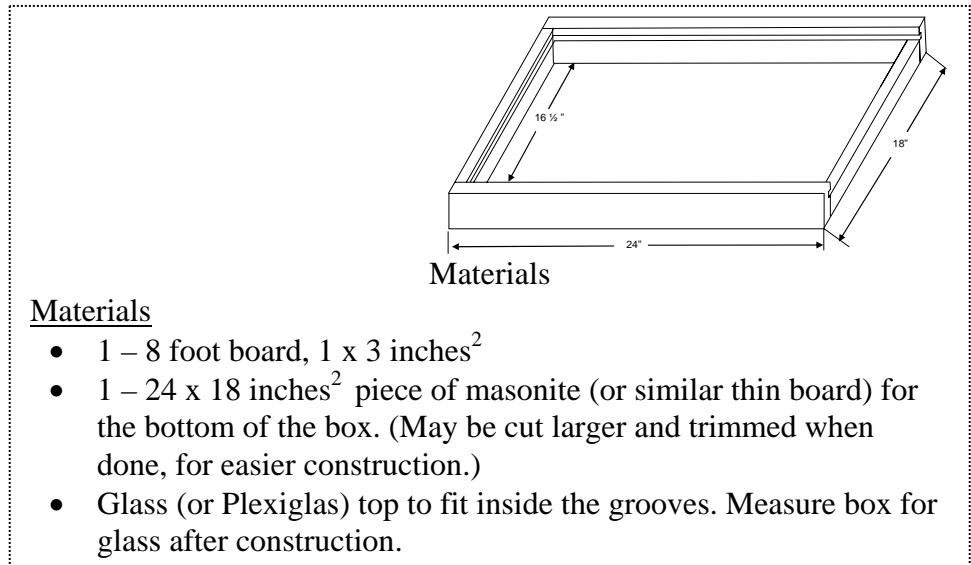 16 ½ "
18"
24"
Materials
Materials
• 1 – 8 foot board, 1 x 3 inches²
• 1 – 24 x 18 inches² piece of masonite (or similar thin board) for
the bottom of the box. (May be cut larger and trimmed when
done, for easier construction.)
• Glass (or Plexiglas) top to fit inside the grooves. Measure box for
glass after construction.